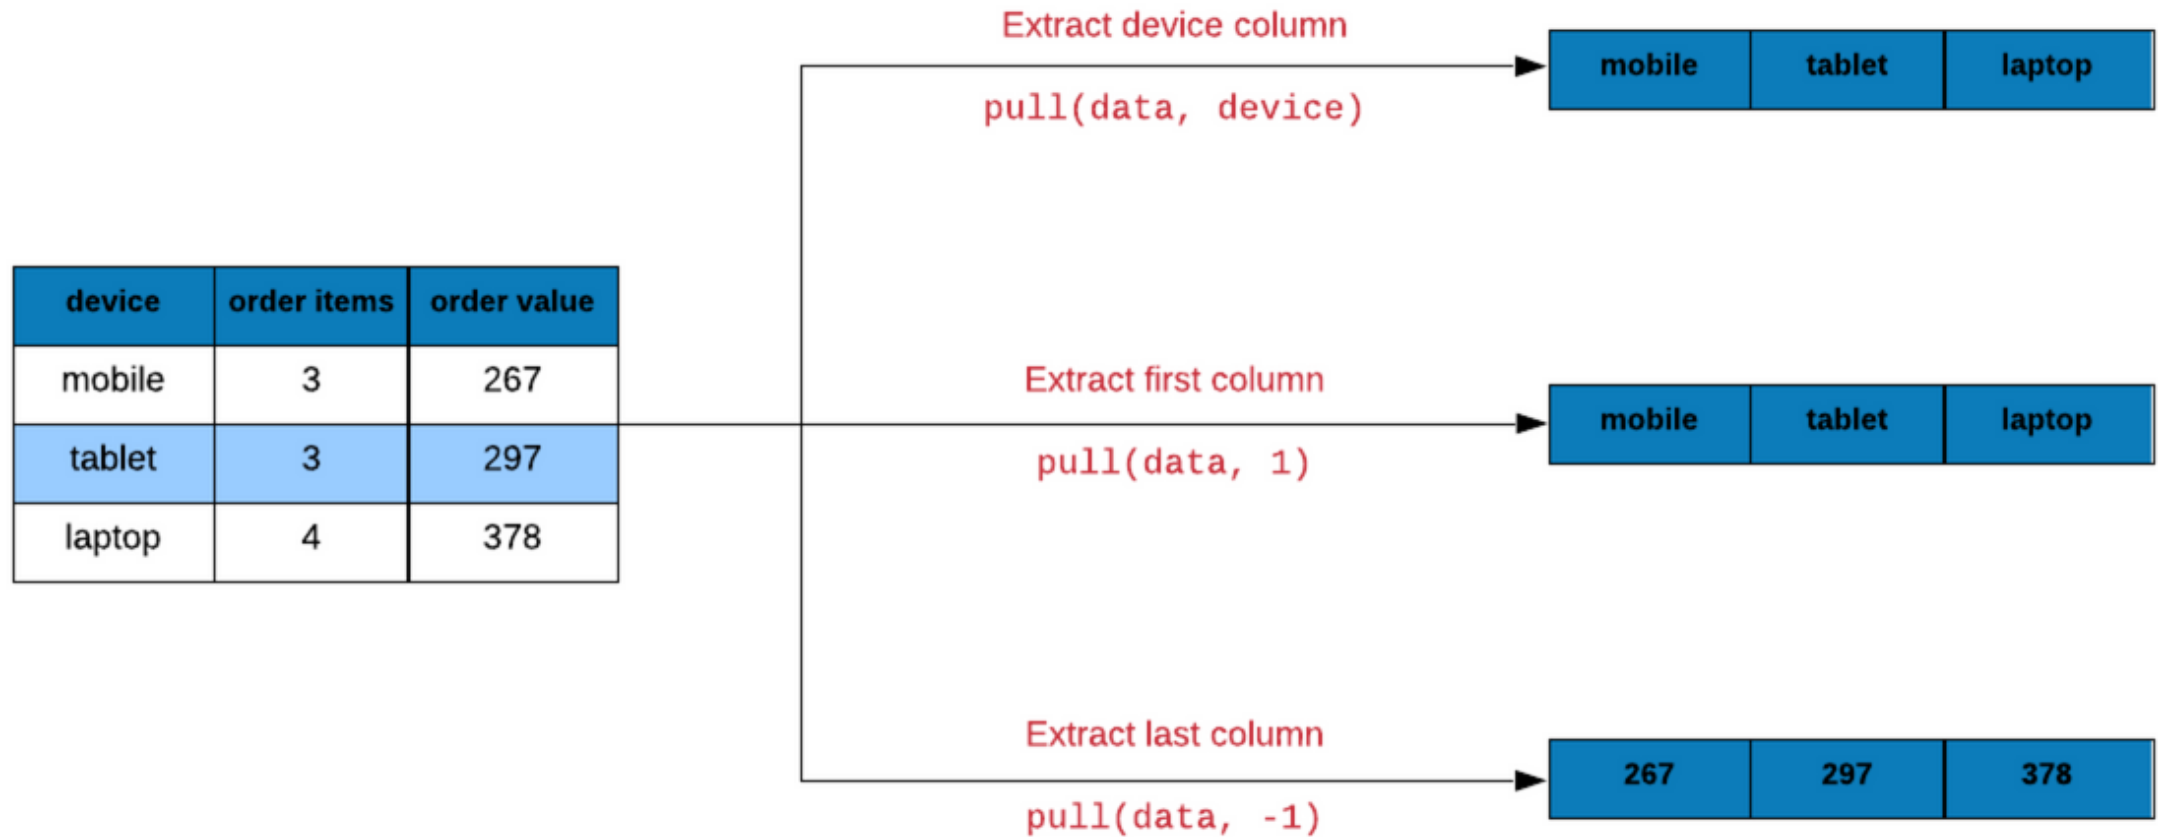 Extract device column
pull(data, device)
mobile tablet laptop
device order items order value
mobile 3 267
tablet 3 297
laptop 4 378
Extract first column
pull(data, 1)
mobile tablet laptop
Extract last column
pull(data, -1)
267 297 378